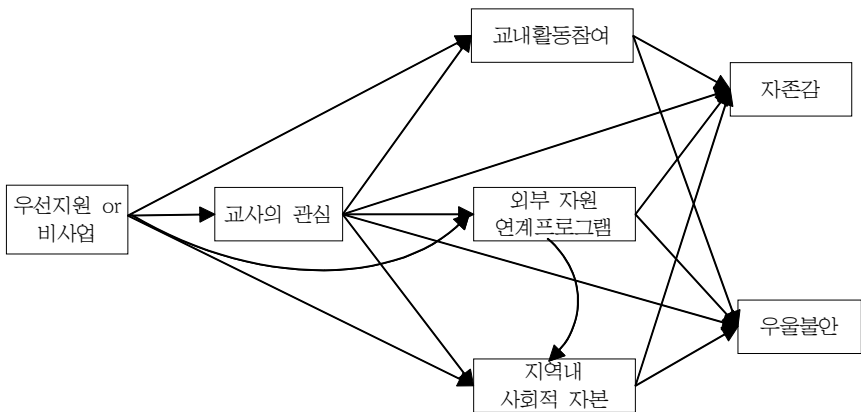 교내활동참여
자존감
우선지원 or
비사업
교사의 관심
외부 자원
연계프로그램
우울불안
지역내
사회적 자본